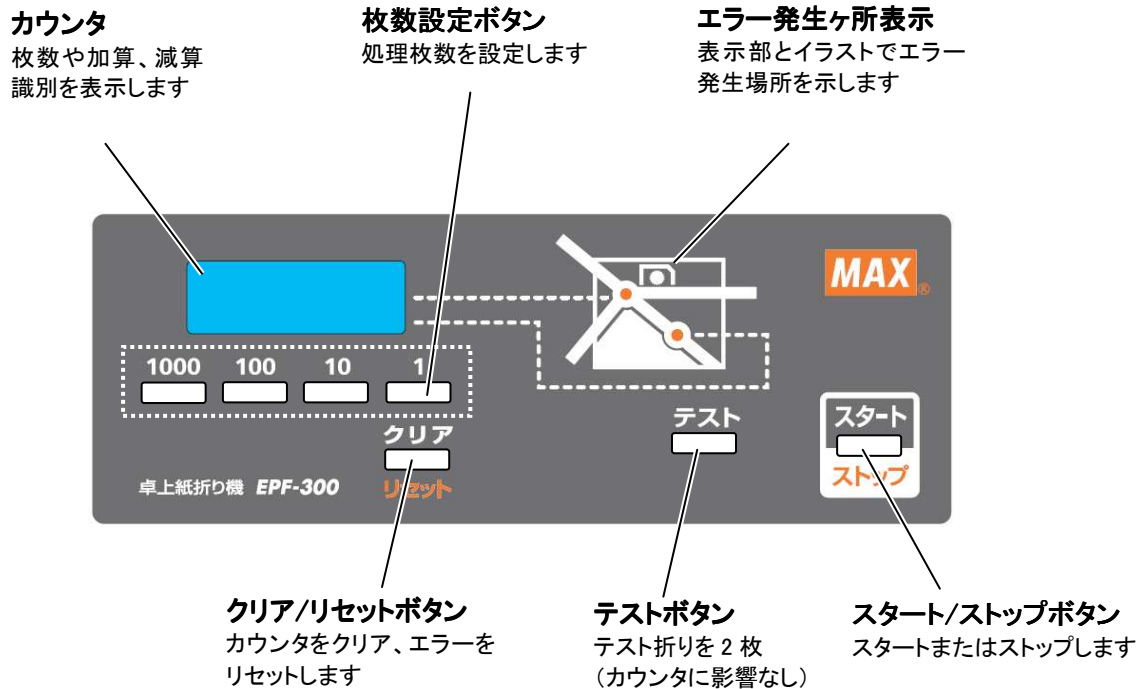 カウンタ
枚数や加算、減算
識別を表示します
枚数設定ボタン
処理枚数を設定します
エラー発生ヶ所表示
表示部とイラストでエラー
発生場所を示します
MAX®
1000 100 10 1
クリア
リセット
テスト
スタート
ストップ
卓上紙折り機 EPF-300
クリア/リセットボタン
カウンタをクリア、エラーを
リセットします
テストボタン
テスト折りを 2 枚
（カウンタに影響なし）
スタート/ストップボタン
スタートまたはストップします